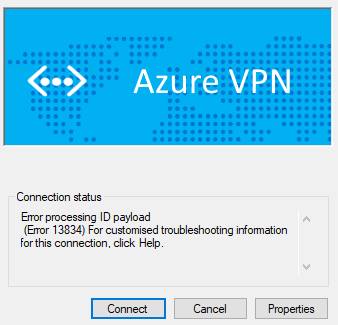 Azure VPN
Connection status
Error processing ID payload
(Error 13834) For customised troubleshooting information
for this connection, click Help.
Connect
Cancel
Properties